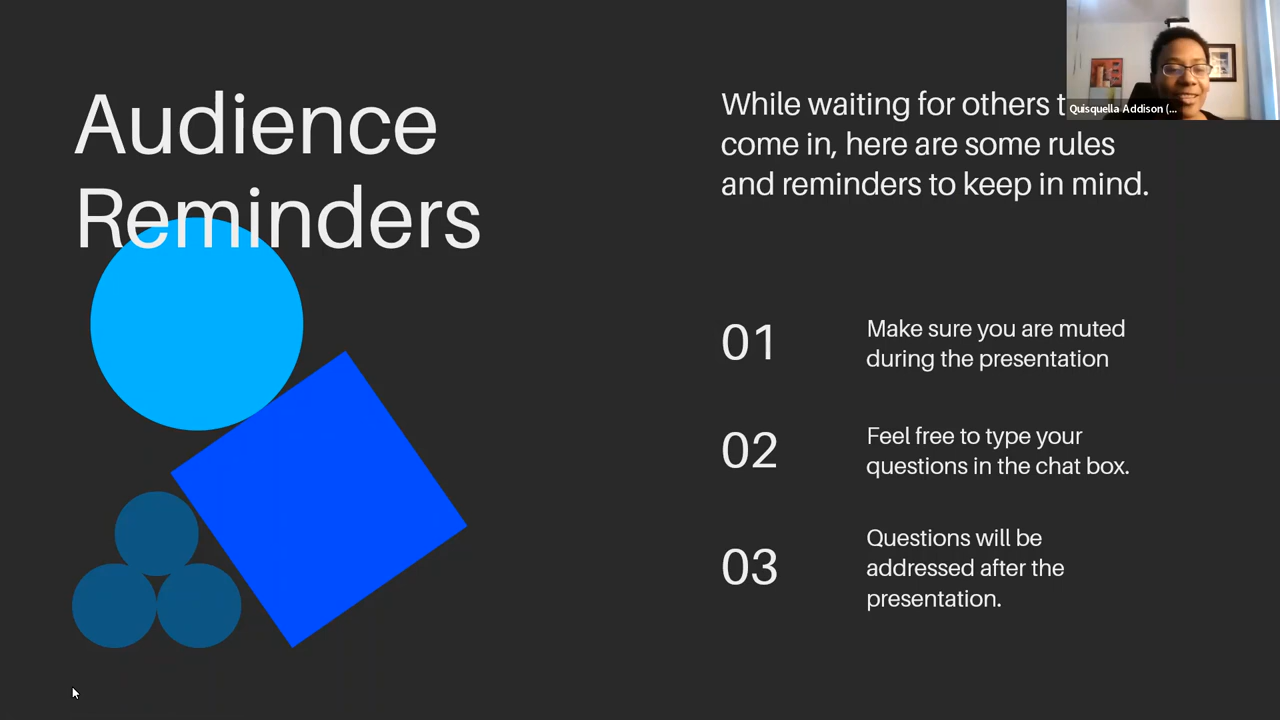 Audience
Reminders
While waiting for others t
come in, here are some rules
and reminders to keep in mind.
Quisquella Addison (...
01
Make sure you are muted
during the presentation
02
Feel free to type your
questions in the chat box.
03
Questions will be
addressed after the
presentation.